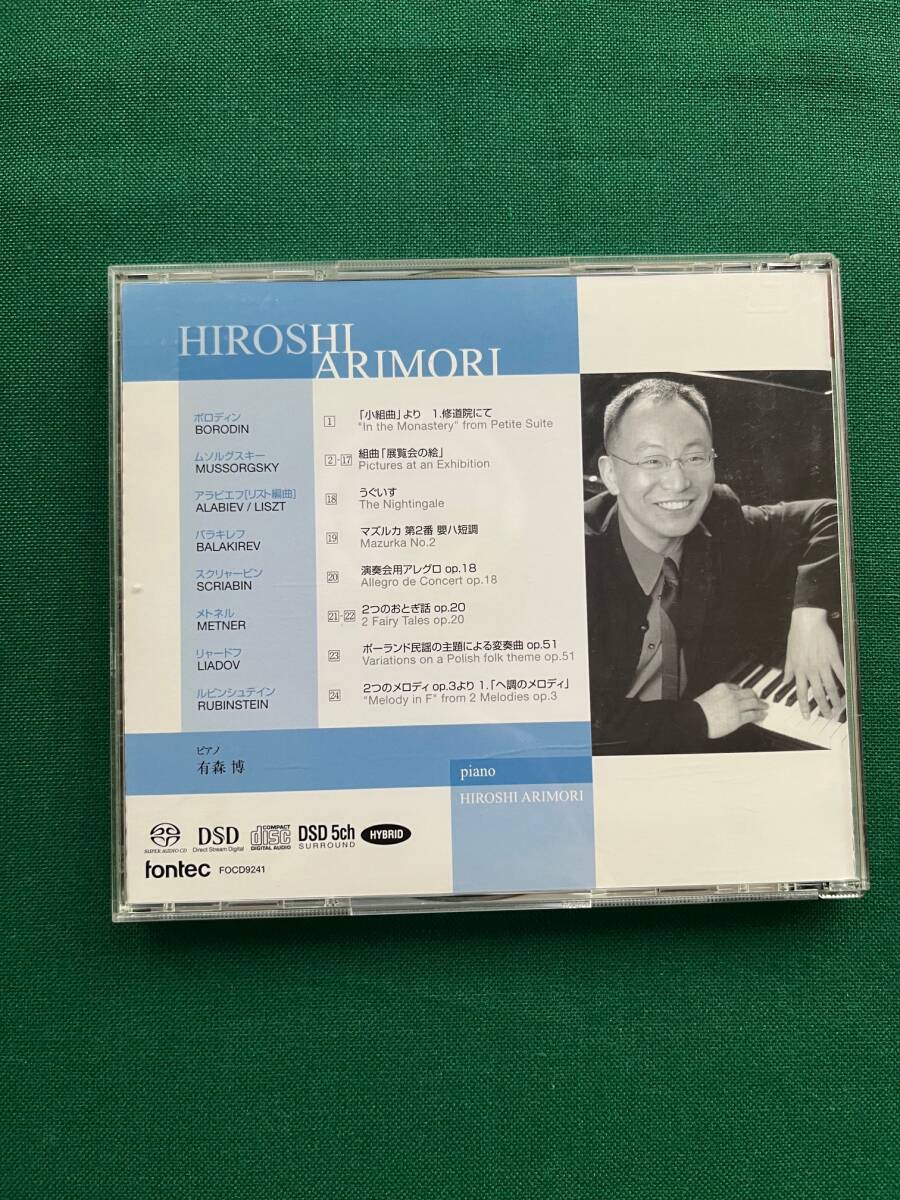 HIROSHI
ARIMORI
ボロディン
BORODIN
1
「小組曲」より 1.修道院にて
"In the Monastery" from Petite Suite
ムソルグスキー
MUSSORGSKY
2-17
組曲「展覧会の絵」
Pictures at an Exhibition
アラビエフ[リスト編曲]
ALABIEV / LISZT
18
うぐいす
The Nightingale
バラキレフ
BALAKIREV
19
マズルカ 第2番 嬰ハ短調
Mazurka No.2
スクリャービン
SCRIABIN
20
演奏会用アレグロ op.18
Allegro de Concert op.18
メトネル
METNER
21-22
2つのおとぎ話 op.20
2 Fairy Tales op.20
リャードフ
LIADOV
23
ポーランド民謡の主題による変奏曲 op.51
Variations on a Polish folk theme op.51
ルビンシュテイン
RUBINSTEIN
24
2つのメロディ op.3より 1.「ヘ調のメロディ」
"Melody in F" from 2 Melodies op.3
ピアノ
有森 博
piano
HIROSHI ARIMORI
SUPER AUDIO CD
DSD
Direct Stream Digital
COMPACT
disc
DIGITAL AUDIO
DSD 5ch
SURROUND
HYBRID
fontec
FOCD9241